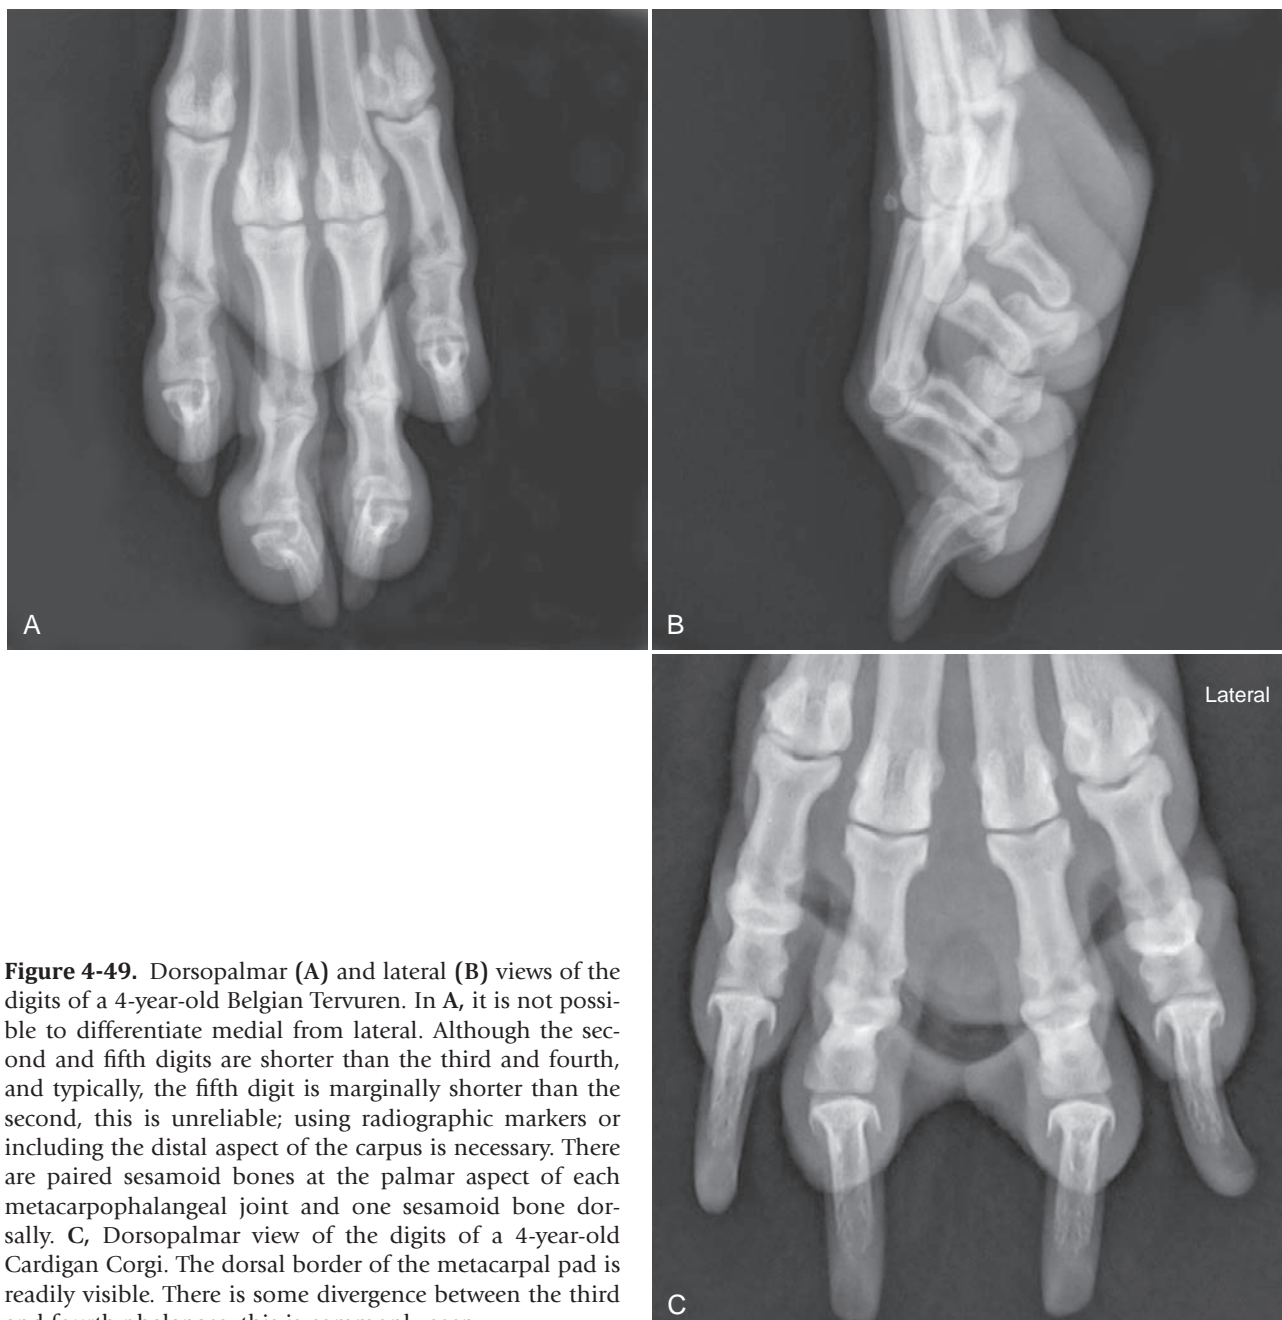 A
B
Lateral
Figure 4-49. Dorsopalmar (A) and lateral (B) views of the
digits of a 4-year-old Belgian Tervuren. In A, it is not possi-
ble to differentiate medial from lateral. Although the sec-
ond and fifth digits are shorter than the third and fourth,
and typically, the fifth digit is marginally shorter than the
second, this is unreliable; using radiographic markers or
including the distal aspect of the carpus is necessary. There
are paired sesamoid bones at the palmar aspect of each
metacarpophalangeal joint and one sesamoid bone dor-
sally. C, Dorsopalmar view of the digits of a 4-year-old
Cardigan Corgi. The dorsal border of the metacarpal pad is
readily visible. There is some divergence between the third
C